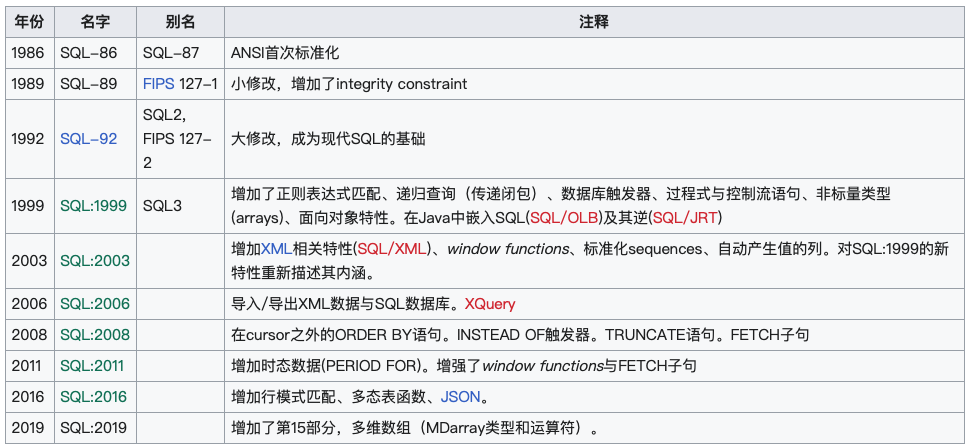 年份 名字 别名 注释
1986 SQL-86 SQL-87 ANSI首次标准化
1989 SQL-89 FIPS 127-1 小修改，增加了integrity constraint
1992 SQL-92 SQL2,
FIPS 127-
2 大修改，成为现代SQL的基础
1999 SQL:1999 SQL3 增加了正则表达式匹配、递归查询（传递闭包）、数据库触发器、过程式与控制流语句、非标量类型
(arrays)、面向对象特性。在Java中嵌入SQL(SQL/OLB)及其逆(SQL/JRT)
2003 SQL:2003 增加XML相关特性(SQL/XML)、window functions、标准化sequences、自动产生值的列。对SQL:1999的新
特性重新描述其内涵。
2006 SQL:2006 导入/导出XML数据与SQL数据库。XQuery
2008 SQL:2008 在cursor之外的ORDER BY语句。INSTEAD OF触发器。TRUNCATE语句。FETCH子句
2011 SQL:2011 增加时态数据(PERIOD FOR)。增强了window functions与FETCH子句
2016 SQL:2016 增加行模式匹配、多态表函数、JSON。
2019 SQL:2019 增加了第15部分，多维数组（MDarray类型和运算符）。